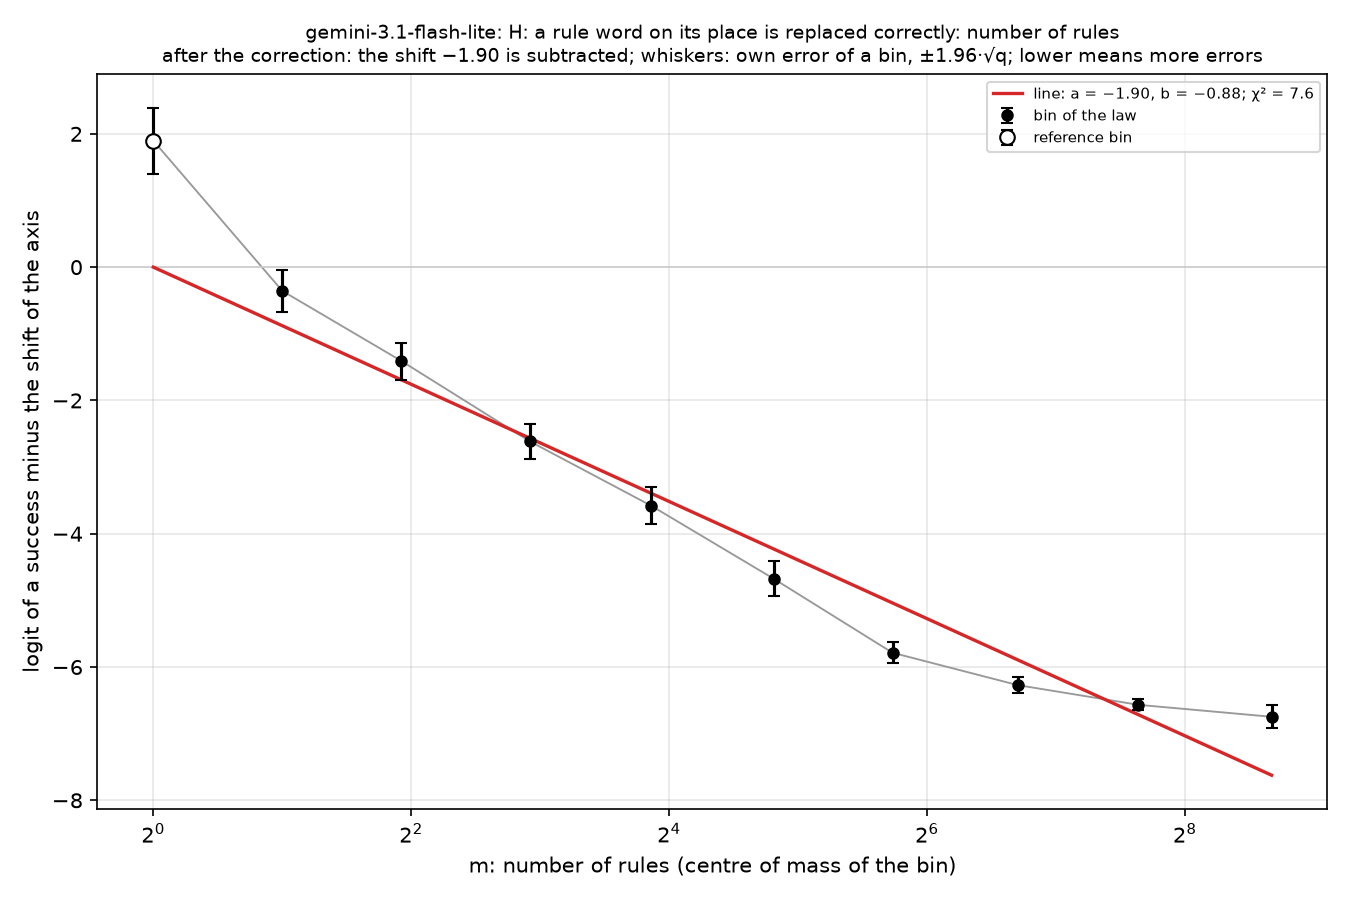 gemini-3.1-flash-lite: H: a rule word on its place is replaced correctly: number of rules
after the correction: the shift −1.90 is subtracted; whiskers: own error of a bin, ±1.96·√q; lower means more errors
line: a = −1.90, b = −0.88; χ² = 7.6
bin of the law
reference bin
logit of a success minus the shift of the axis
2
0
−2
−4
−6
−8
2⁰
2²
2⁴
2⁶
2⁸
m: number of rules (centre of mass of the bin)